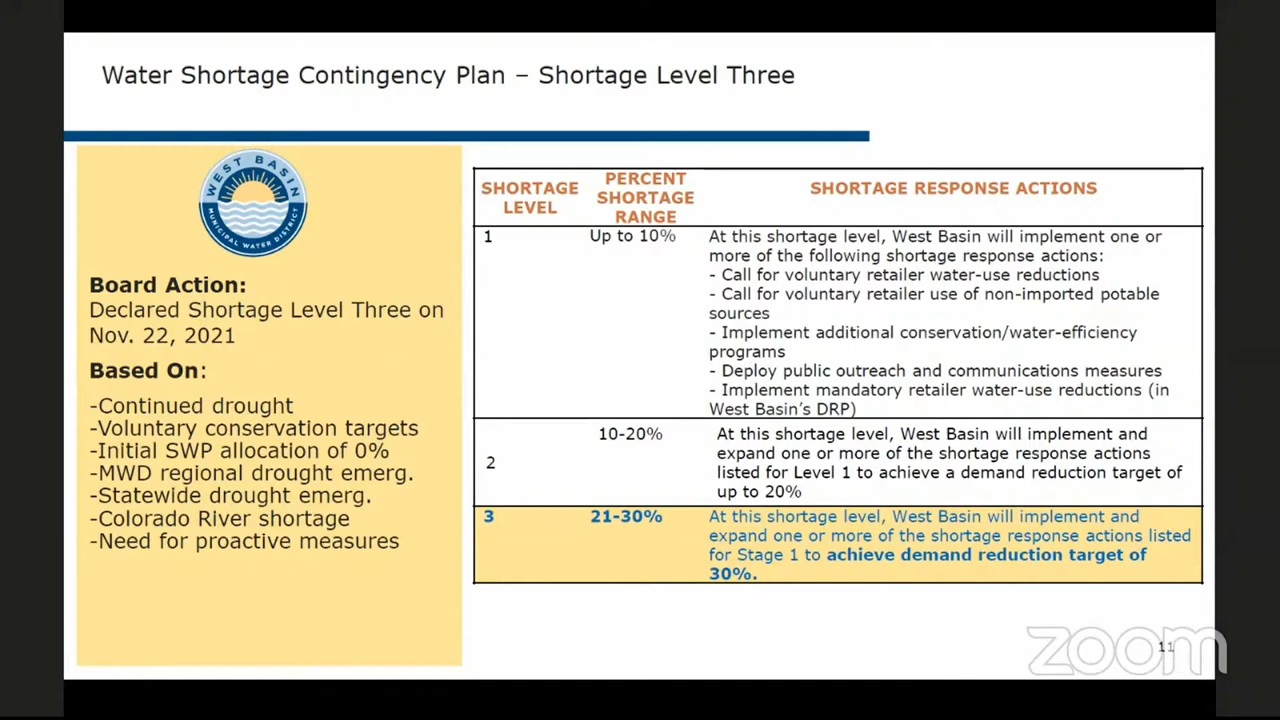 Water Shortage Contingency Plan – Shortage Level Three
WEST BASIN
MUNICIPAL WATER DISTRICT
Board Action:
Declared Shortage Level Three on
Nov. 22, 2021
Based On:
-Continued drought
-Voluntary conservation targets
-Initial SWP allocation of 0%
-MWD regional drought emerg.
-Statewide drought emerg.
-Colorado River shortage
-Need for proactive measures
SHORTAGE
LEVEL
PERCENT
SHORTAGE
RANGE
SHORTAGE RESPONSE ACTIONS
1
Up to 10%
At this shortage level, West Basin will implement one or
more of the following shortage response actions:
- Call for voluntary retailer water-use reductions
- Call for voluntary retailer use of non-imported potable
sources
- Implement additional conservation/water-efficiency
programs
- Deploy public outreach and communications measures
- Implement mandatory retailer water-use reductions (in
West Basin's DRP)
2
10-20%
At this shortage level, West Basin will implement and
expand one or more of the shortage response actions
listed for Level 1 to achieve a demand reduction target of
up to 20%
3
21-30%
At this shortage level, West Basin will implement and
expand one or more of the shortage response actions listed
for Stage 1 to achieve demand reduction target of
30%.
11
zoom